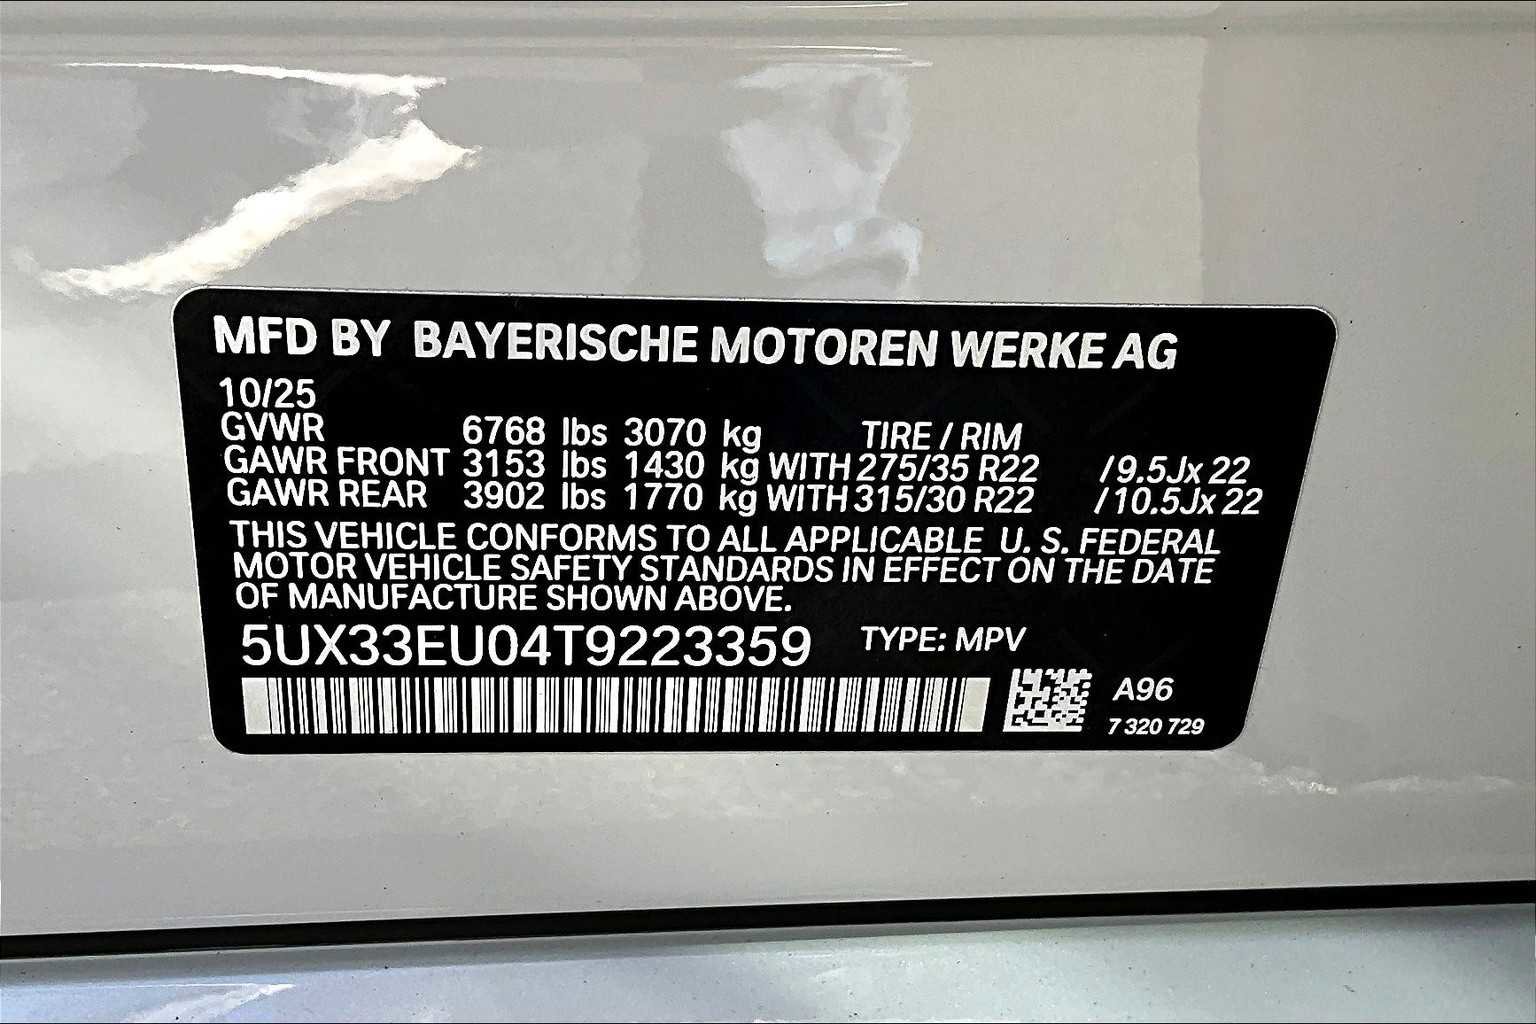 MFD BY BAYERISCHE MOTOREN WERKE AG
10/25
GVWR 6768 lbs 3070 kg TIRE / RIM
GAWR FRONT 3153 lbs 1430 kg WITH 275/35 R22 / 9.5Jx 22
GAWR REAR 3902 lbs 1770 kg WITH 315/30 R22 / 10.5Jx 22
THIS VEHICLE CONFORMS TO ALL APPLICABLE U. S. FEDERAL
MOTOR VEHICLE SAFETY STANDARDS IN EFFECT ON THE DATE
OF MANUFACTURE SHOWN ABOVE.
5UX33EU04T9223359 TYPE: MPV
A96
7 320 729